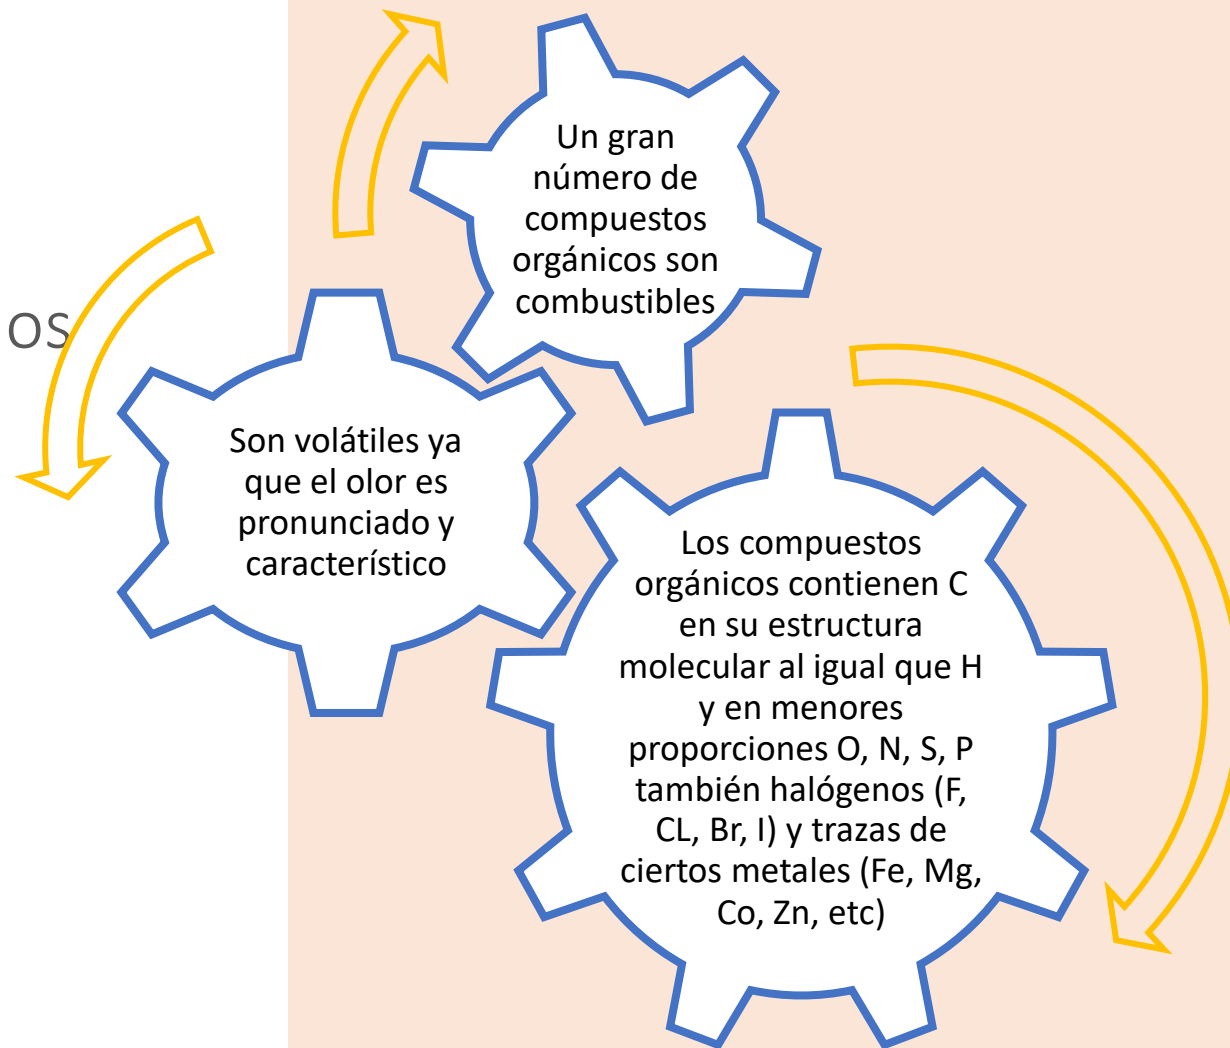 Un gran
número de
compuestos
orgánicos son
combustibles
OS
Son volátiles ya
que el olor es
pronunciado y
característico
Los compuestos
orgánicos contienen C
en su estructura
molecular al igual que H
y en menores
proporciones O, N, S, P
también halógenos (F,
CL, Br, I) y trazas de
ciertos metales (Fe, Mg,
Co, Zn, etc)